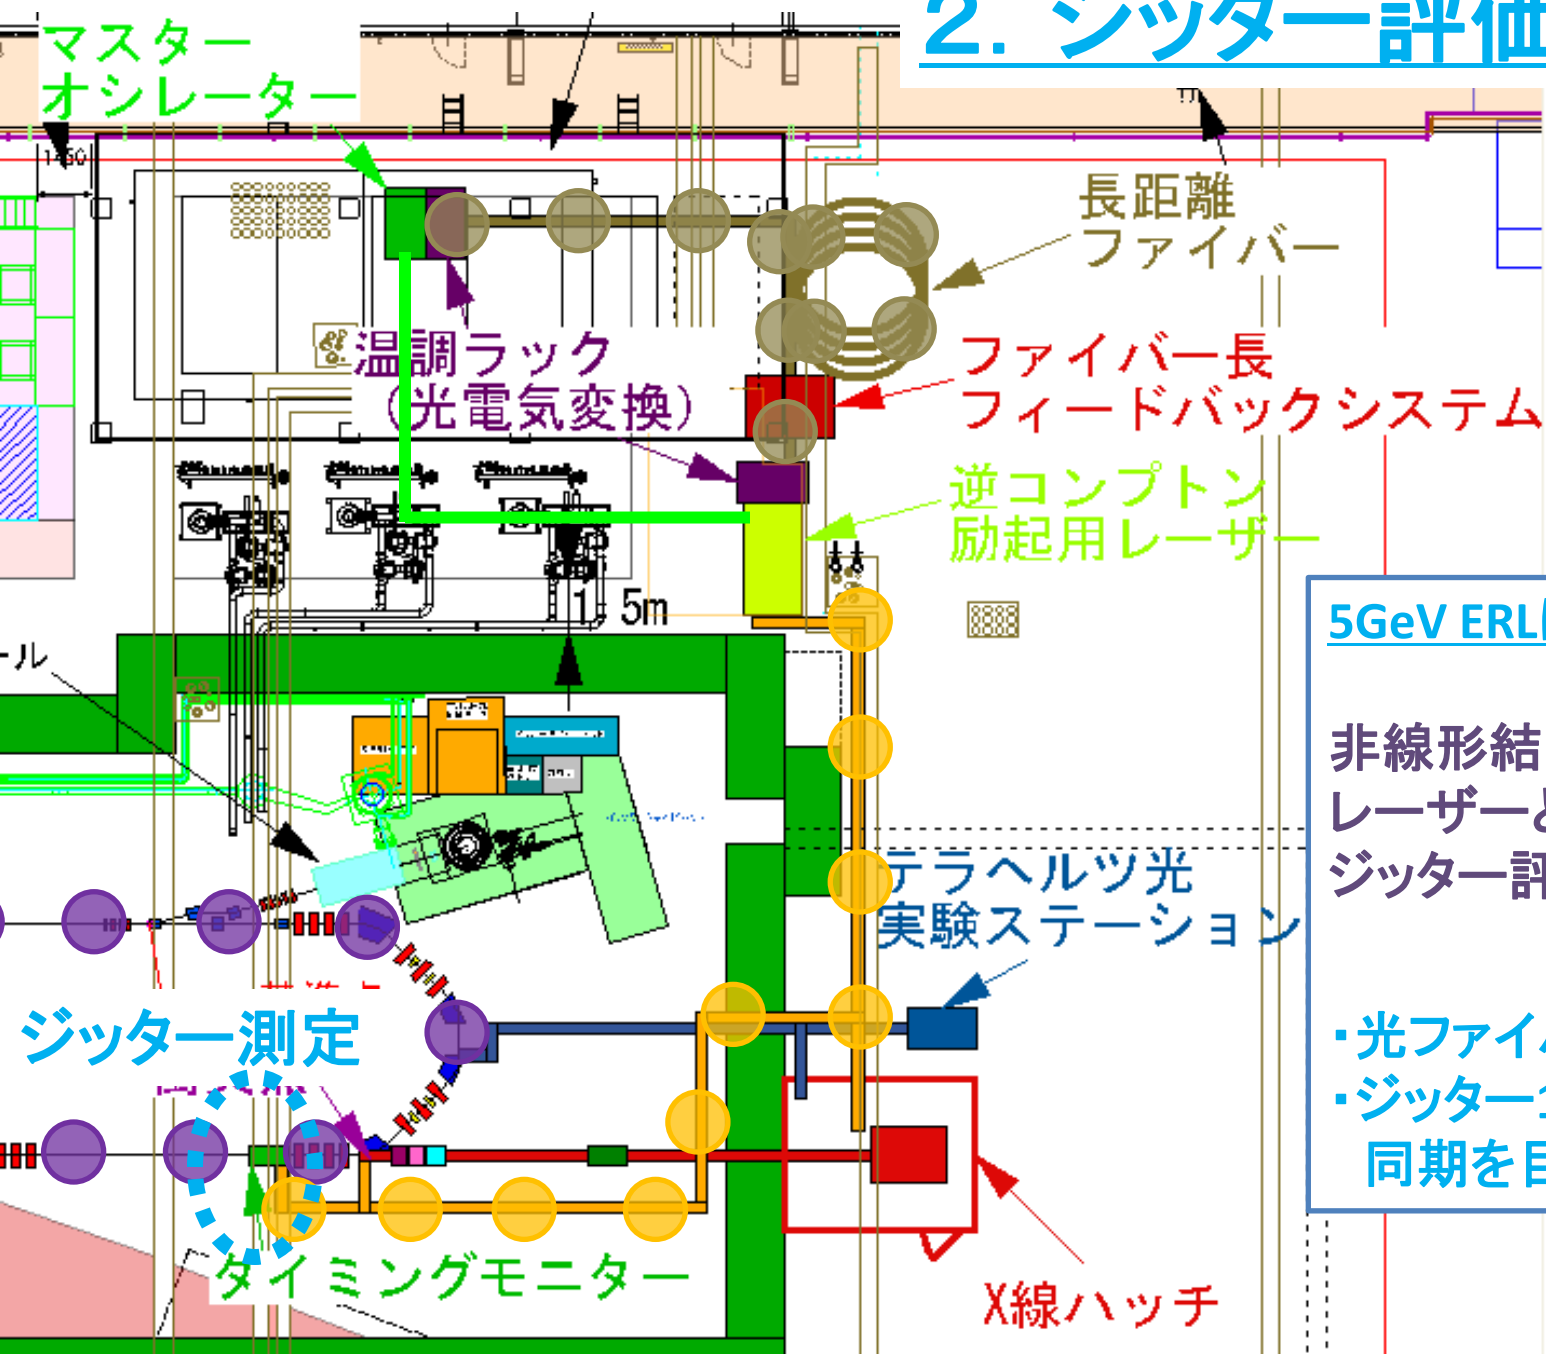 2. ジッター評価
マスター
オシレーター
1450
長距離
ファイバー
温調ラック
(光電気変換)
ファイバー長
フィードバックシステム
逆コンプトン
励起用レーザー
1.5m
ール
5GeV ERL
非線形結
レーザーと
ジッター評
・光ファイバ
・ジッター
同期を目
テラヘルツ光
実験ステーション
ジッター測定
タイミングモニター
X線ハッチ